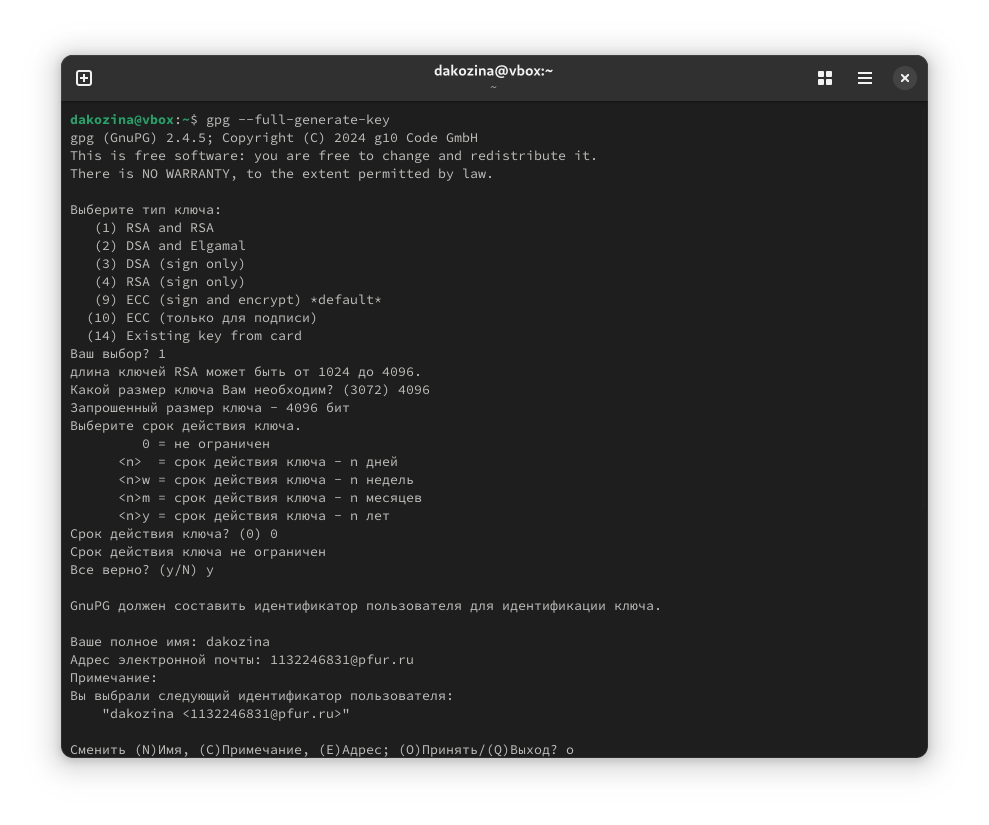 dakozina@vbox:~
~
dakozina@vbox:~$ gpg --full-generate-key
gpg (GnuPG) 2.4.5; Copyright (C) 2024 g10 Code GmbH
This is free software: you are free to change and redistribute it.
There is NO WARRANTY, to the extent permitted by law.

Выберите тип ключа:
   (1) RSA and RSA
   (2) DSA and Elgamal
   (3) DSA (sign only)
   (4) RSA (sign only)
   (9) ECC (sign and encrypt) *default*
  (10) ECC (только для подписи)
  (14) Existing key from card
Ваш выбор? 1
длина ключей RSA может быть от 1024 до 4096.
Какой размер ключа Вам необходим? (3072) 4096
Запрошенный размер ключа - 4096 бит
Выберите срок действия ключа.
         0 = не ограничен
      <n>  = срок действия ключа - n дней
      <n>w = срок действия ключа - n недель
      <n>m = срок действия ключа - n месяцев
      <n>y = срок действия ключа - n лет
Срок действия ключа? (0) 0
Срок действия ключа не ограничен
Все верно? (y/N) y

GnuPG должен составить идентификатор пользователя для идентификации ключа.

Ваше полное имя: dakozina
Адрес электронной почты: 1132246831@pfur.ru
Примечание:
Вы выбрали следующий идентификатор пользователя:
    "dakozina <1132246831@pfur.ru>"

Сменить (N)Имя, (C)Примечание, (E)Адрес; (O)Принять/(Q)Выход? o